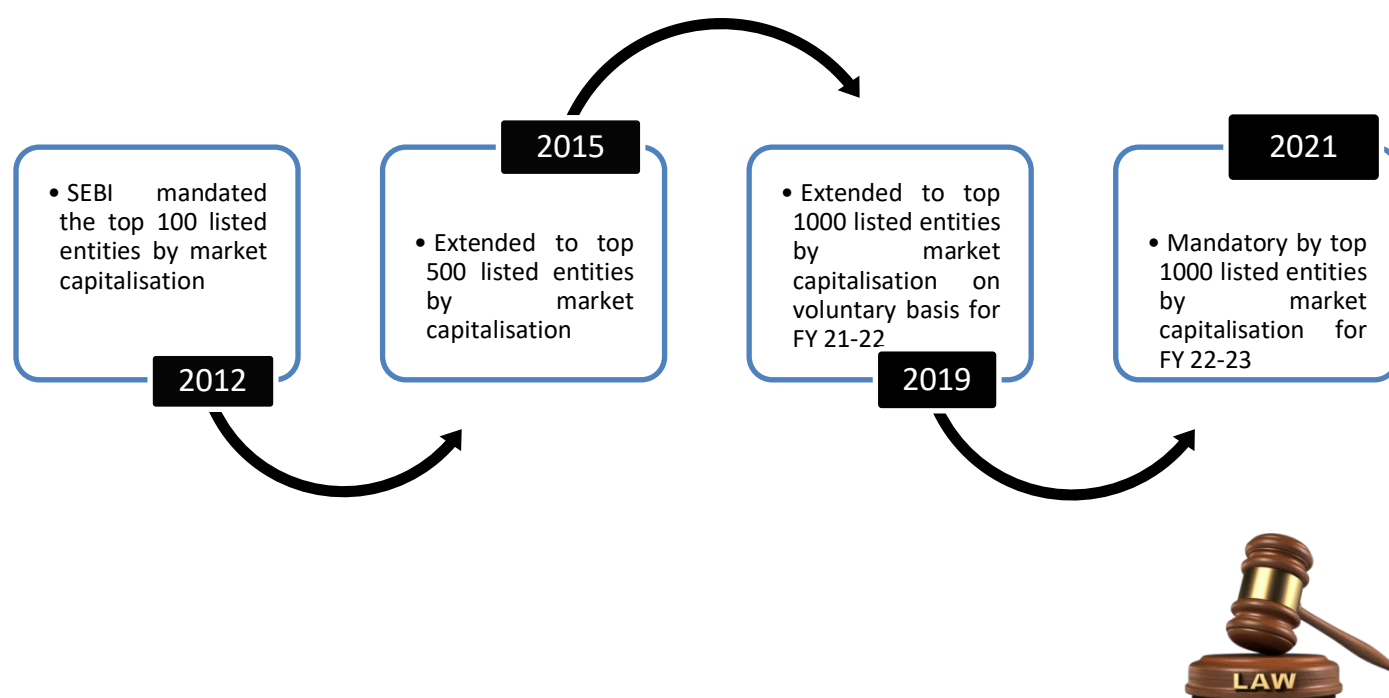 • SEBI mandated
the top 100 listed
entities by market
capitalisation
2012
2015
• Extended to top
500 listed entities
by market
capitalisation
• Extended to top
1000 listed entities
by market
capitalisation on
voluntary basis for
FY 21-22
2019
2021
• Mandatory by top
1000 listed entities
by market
capitalisation for
FY 22-23
LAW